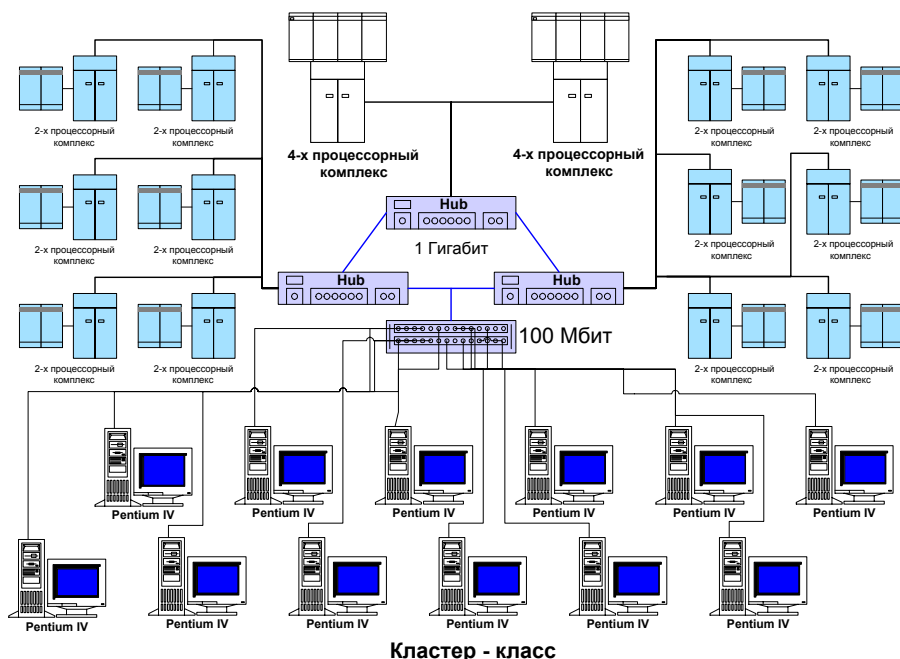 2-х процессорный
комплекс
2-х процессорный
комплекс
4-х процессорный
комплекс
4-х процессорный
комплекс
2-х процессорный
комплекс
2-х процессорный
комплекс
2-х процессорный
комплекс
2-х процессорный
комплекс
Hub
1 Гигабит
2-х процессорный
комплекс
2-х процессорный
комплекс
Hub
Hub
2-х процессорный
комплекс
2-х процессорный
комплекс
100 Мбит
2-х процессорный
комплекс
2-х процессорный
комплекс
Pentium IV
Pentium IV
Pentium IV
Pentium IV
Pentium IV
Pentium IV
Pentium IV
Pentium IV
Pentium IV
Pentium IV
Pentium IV
Pentium IV
Кластер - класс